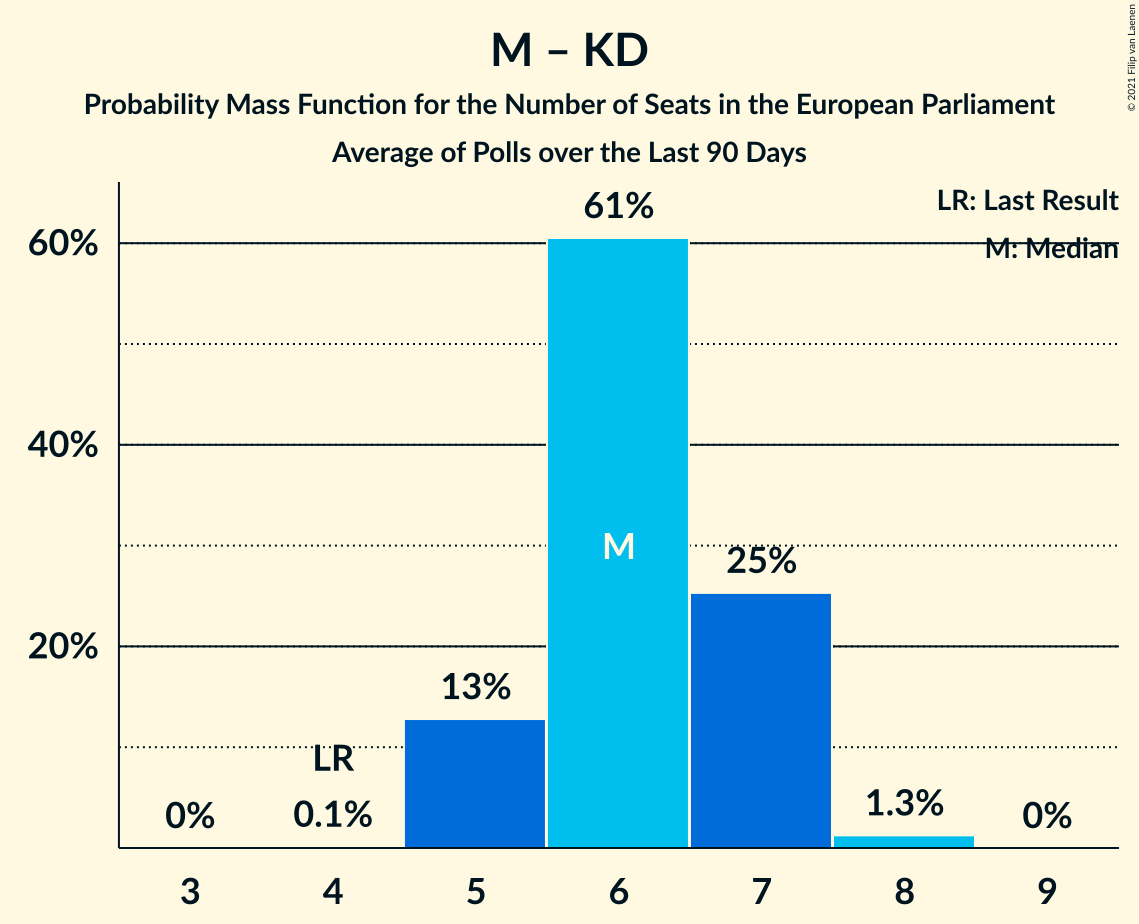 M – KD
Probability Mass Function for the Number of Seats in the European Parliament
Average of Polls over the Last 90 Days
© 2021 Filip van Laenen
LR: Last Result
M: Median
60%
40%
20%
0%
LR
0.1%
13%
61%
M
25%
1.3%
0%
3 4 5 6 7 8 9